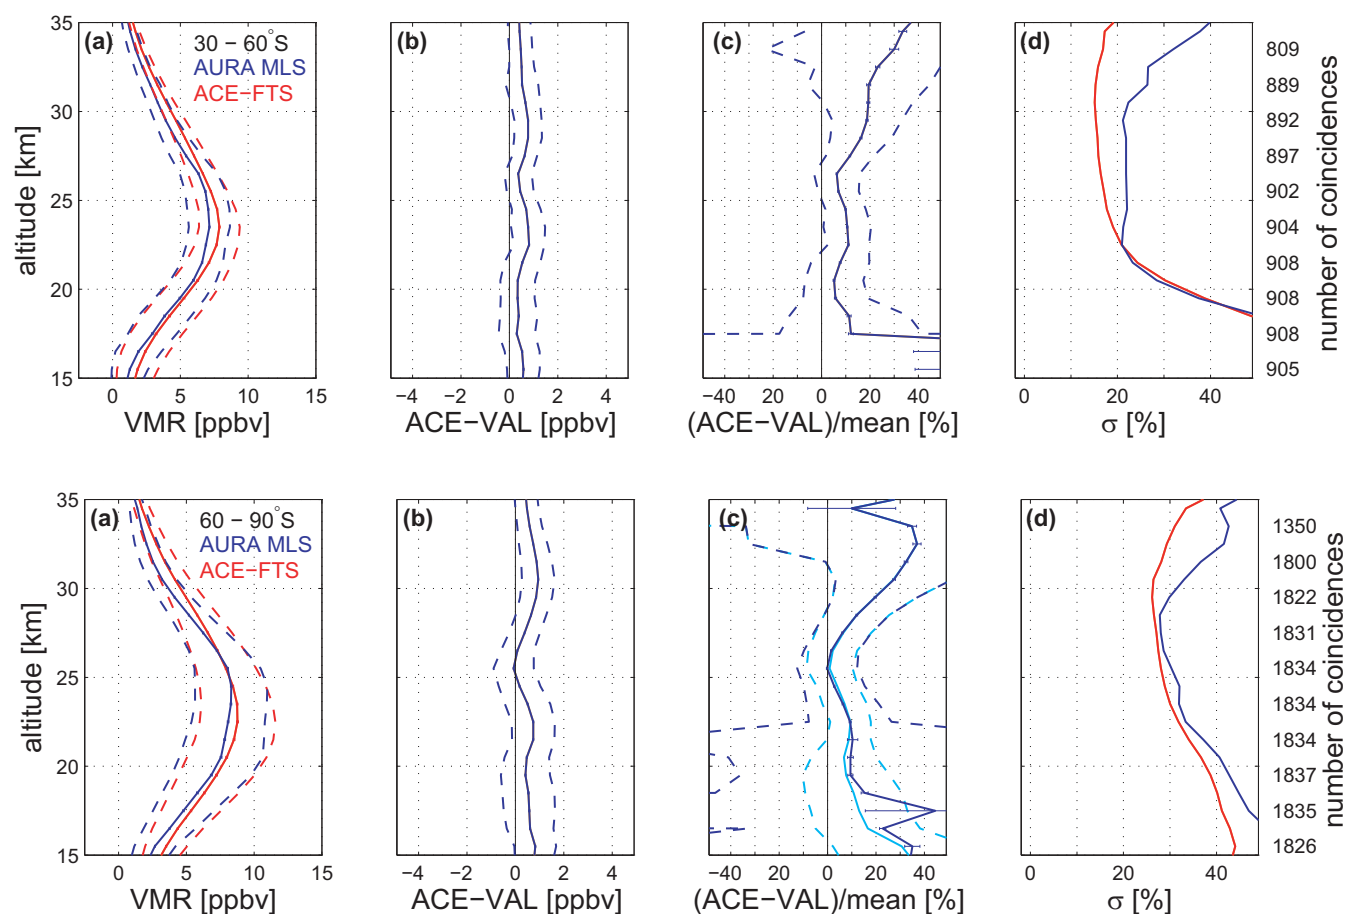 (a) 30 − 60°S
AURA MLS
ACE−FTS
35
30
25
20
15
altitude [km]
0 5 10 15
VMR [ppbv]
(b)
−4 −2 0 2 4
ACE−VAL [ppbv]
(c)
−40 −20 0 20 40
(ACE−VAL)/mean [%]
(d)
0 20 40
σ [%]
809
889
892
897
902
904
908
908
908
905
number of coincidences
(a) 60 − 90°S
AURA MLS
ACE−FTS
35
30
25
20
15
altitude [km]
0 5 10 15
VMR [ppbv]
(b)
−4 −2 0 2 4
ACE−VAL [ppbv]
(c)
−40 −20 0 20 40
(ACE−VAL)/mean [%]
(d)
0 20 40
σ [%]
1350
1800
1822
1831
1834
1834
1834
1837
1835
1826
number of coincidences